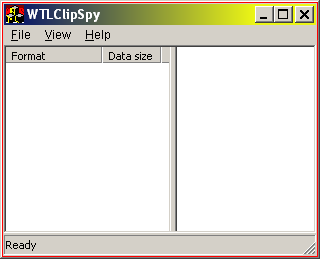 WTLClipSpy
File View Help
Format Data size
Ready